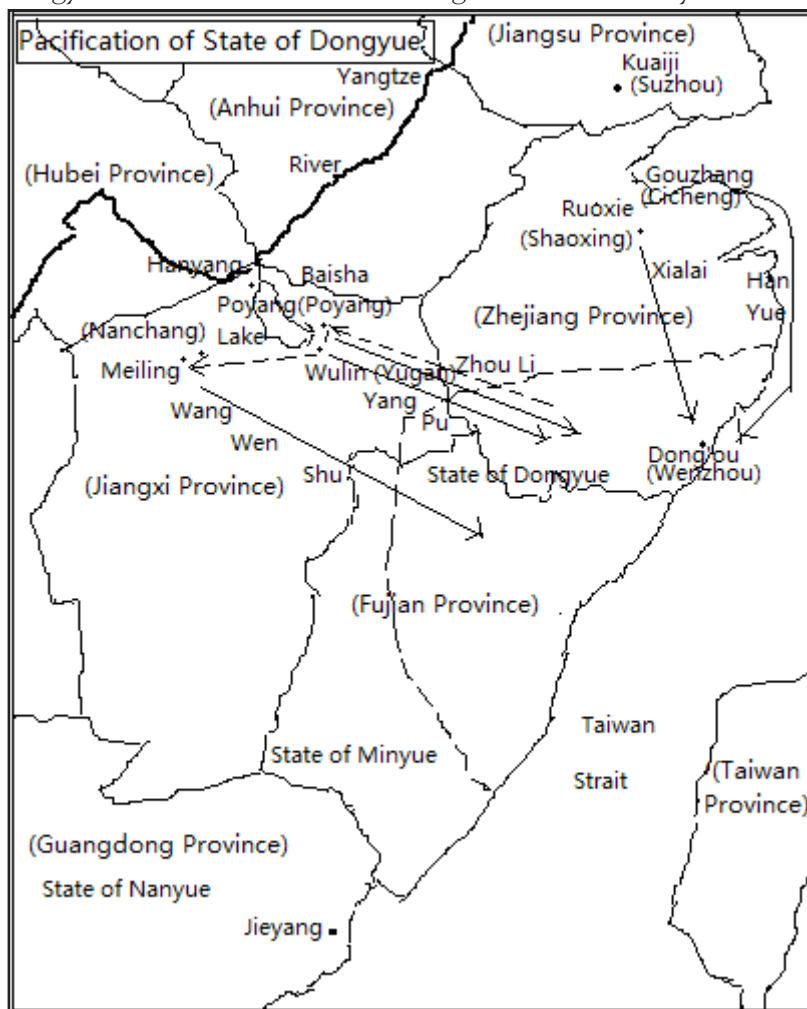 Pacification of State of Dongyue
(Jiangsu Province)
Kuaiji
(Suzhou)
Yangtze
(Anhui Province)
River
(Hubei Province)
Gouzhang
(Cicheng)
Ruoxie
(Shaoxing)
Hanyang
Baisha
Xialai
Han
Yue
Poyang(Poyang)
(Zhejiang Province)
(Nanchang)
Lake
Meiling
Wulin (Yugan)
Zhou Li
Wang
Yang
Pu
Wen
Shu
Dong'ou
(Wenzhou)
State of Dongyue
(Jiangxi Province)
(Fujian Province)
Taiwan
Strait
State of Minyue
(Taiwan
Province)
(Guangdong Province)
State of Nanyue
Jieyang